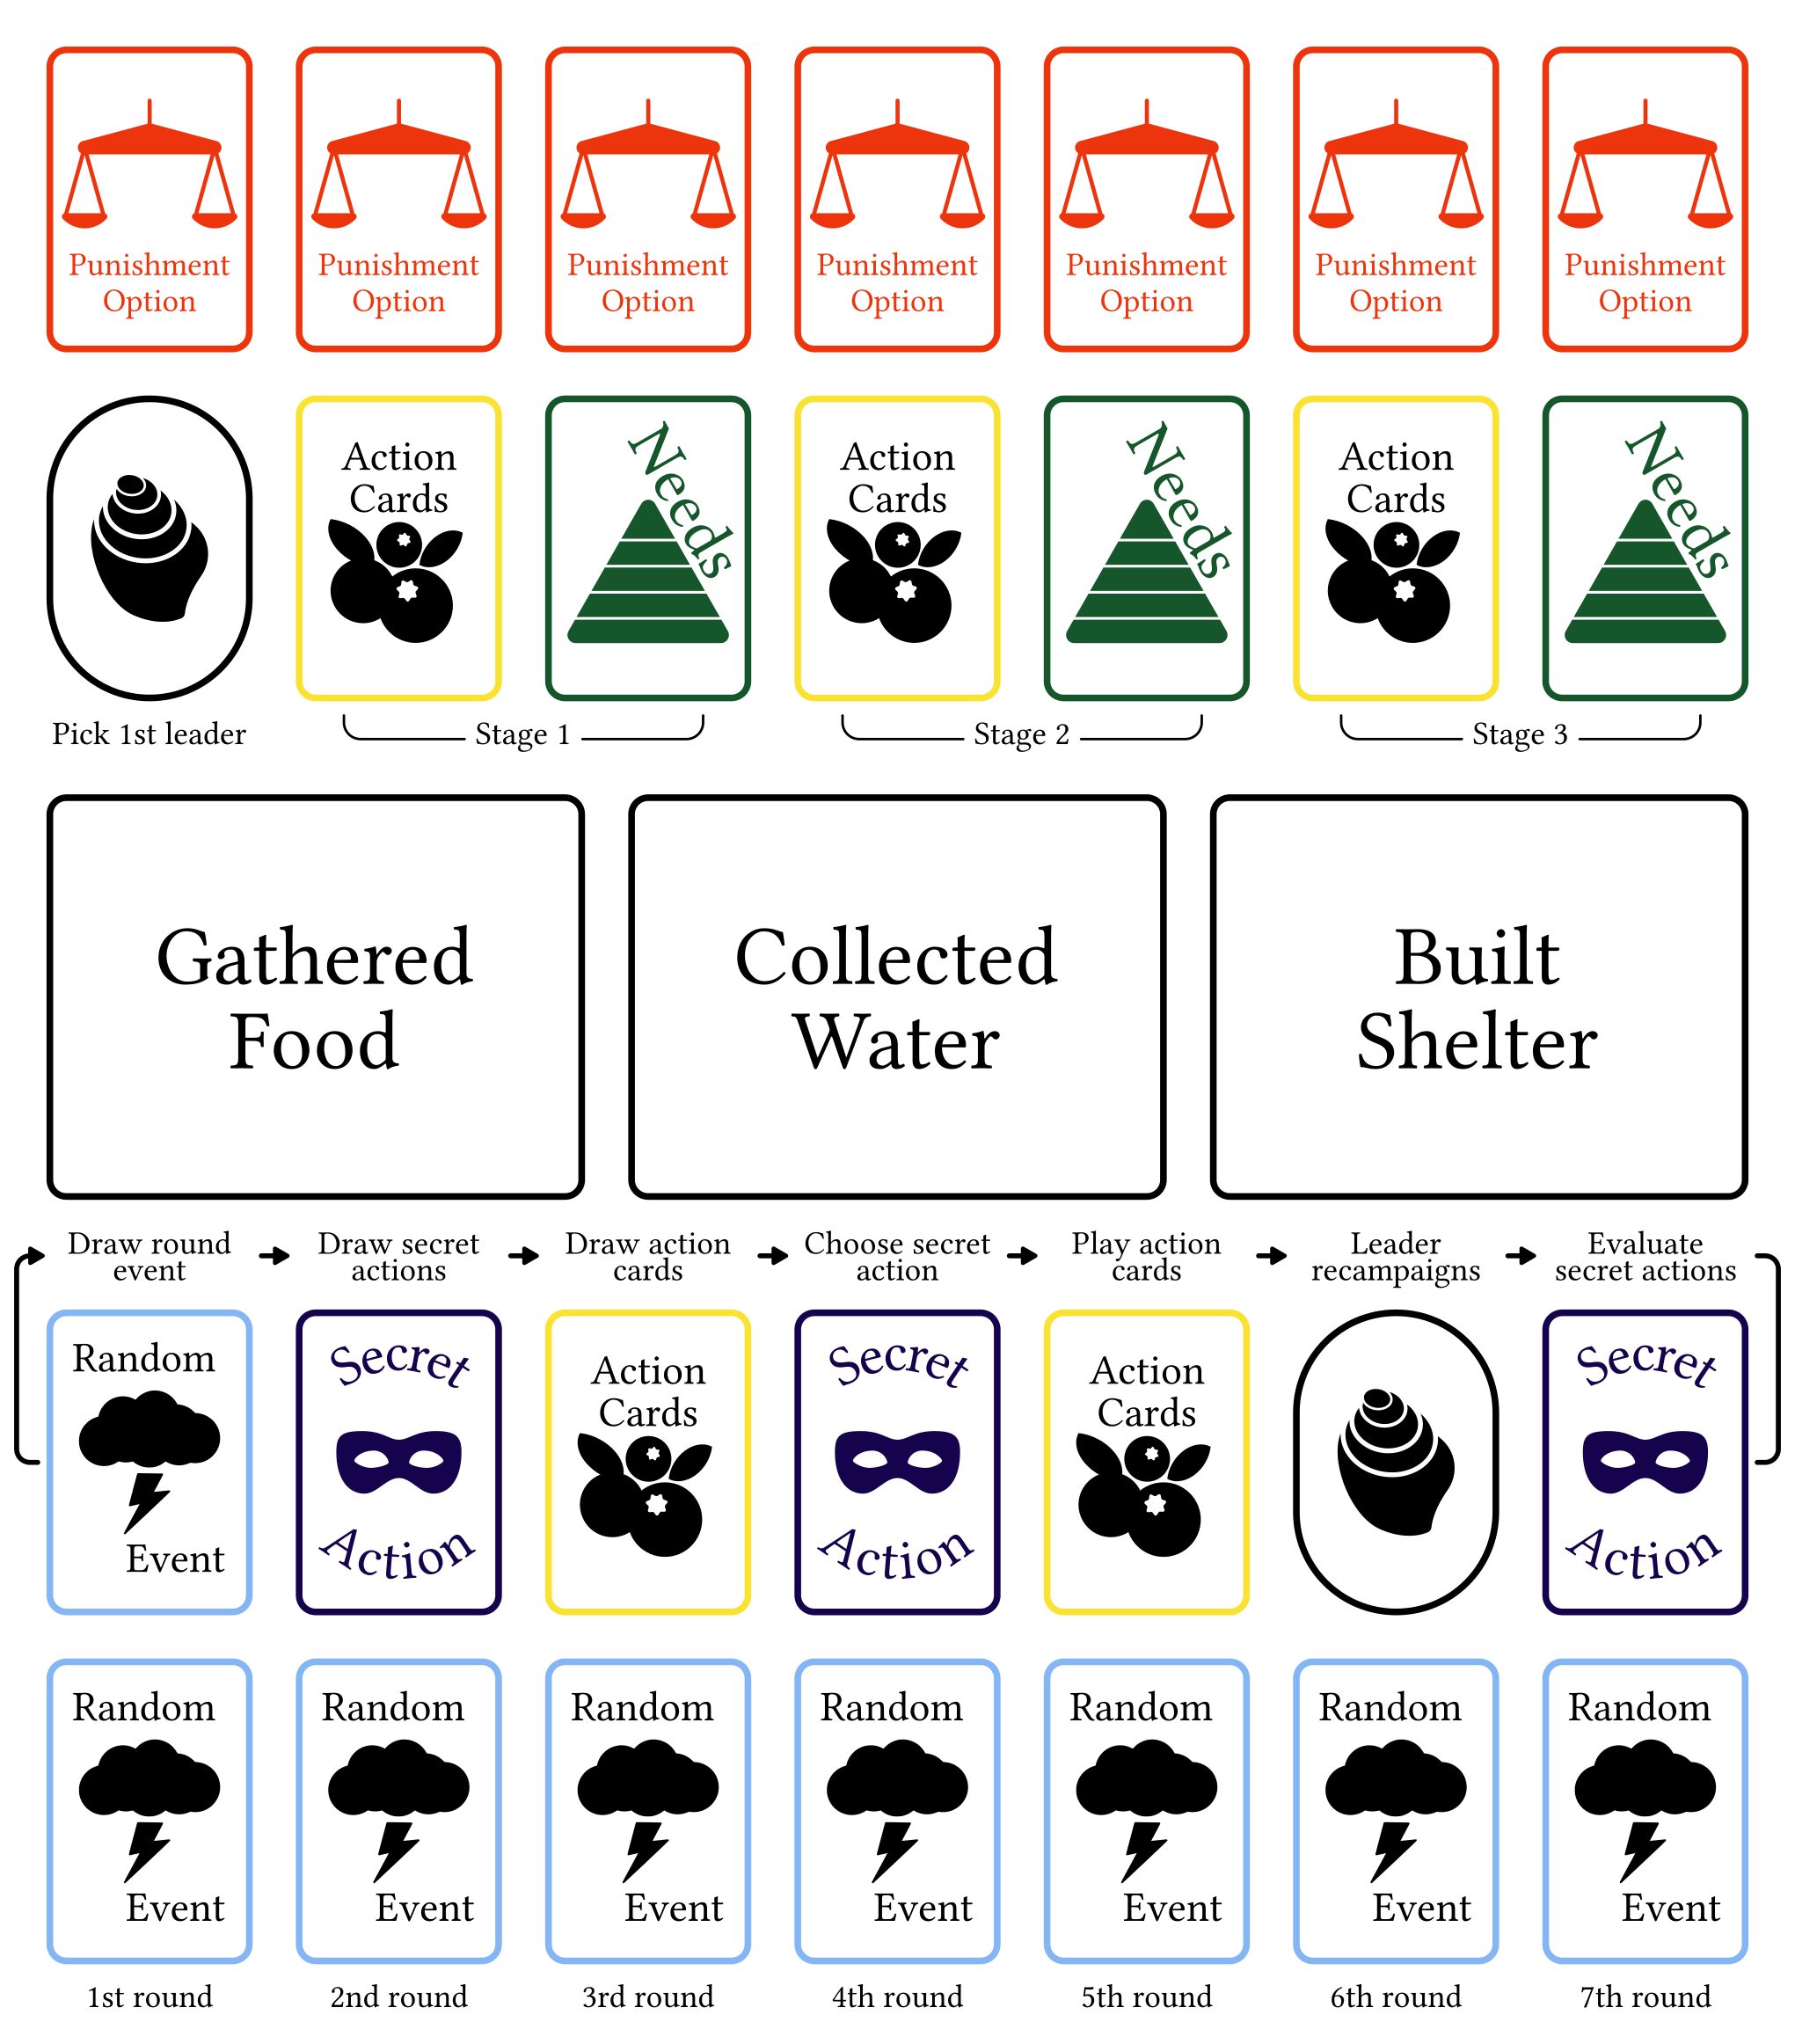 Punishment
Option
Punishment
Option
Punishment
Option
Punishment
Option
Punishment
Option
Punishment
Option
Punishment
Option
Action
Cards
Needs
Action
Cards
Needs
Action
Cards
Needs
Pick 1st leader
Stage 1
Stage 2
Stage 3
Gathered
Food
Collected
Water
Built
Shelter
Draw round
event
Draw secret
actions
Draw action
cards
Choose secret
action
Play action
cards
Leader
recampaigns
Evaluate
secret actions
Random
Event
Secret
Action
Action
Cards
Secret
Action
Action
Cards
Secret
Action
Random
Event
Random
Event
Random
Event
Random
Event
Random
Event
Random
Event
Random
Event
1st round
2nd round
3rd round
4th round
5th round
6th round
7th round